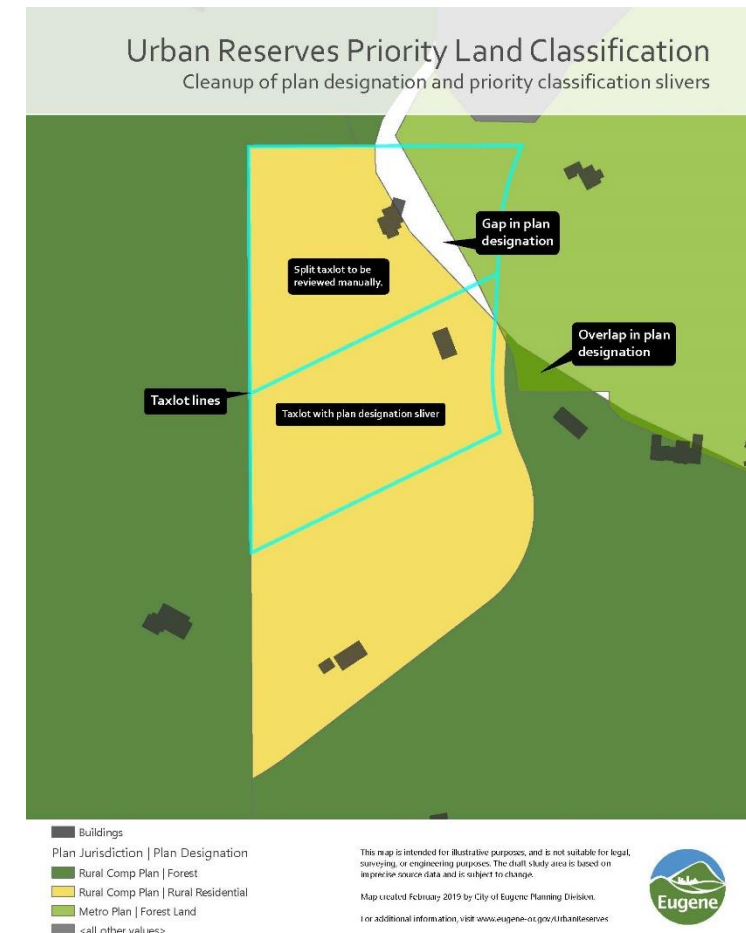 Urban Reserves Priority Land Classification
Cleanup of plan designation and priority classification slivers
Gap in plan
designation
Split taxlot to be
reviewed manually.
Overlap in plan
designation
Taxlot lines
Taxlot with plan designation sliver
Buildings
Plan Jurisdiction | Plan Designation
Rural Comp Plan | Forest
Rural Comp Plan | Rural Residential
Metro Plan | Forest Land
<all other values>
This map is intended for illustrative purposes, and is not suitable for legal,
surveying, or engineering purposes. The draft study area is based on
imprecise source data and is subject to change.
Map created February 2019 by City of Eugene Planning Division.
For additional information, visit www.eugene-or.gov/UrbanReserves
Eugene